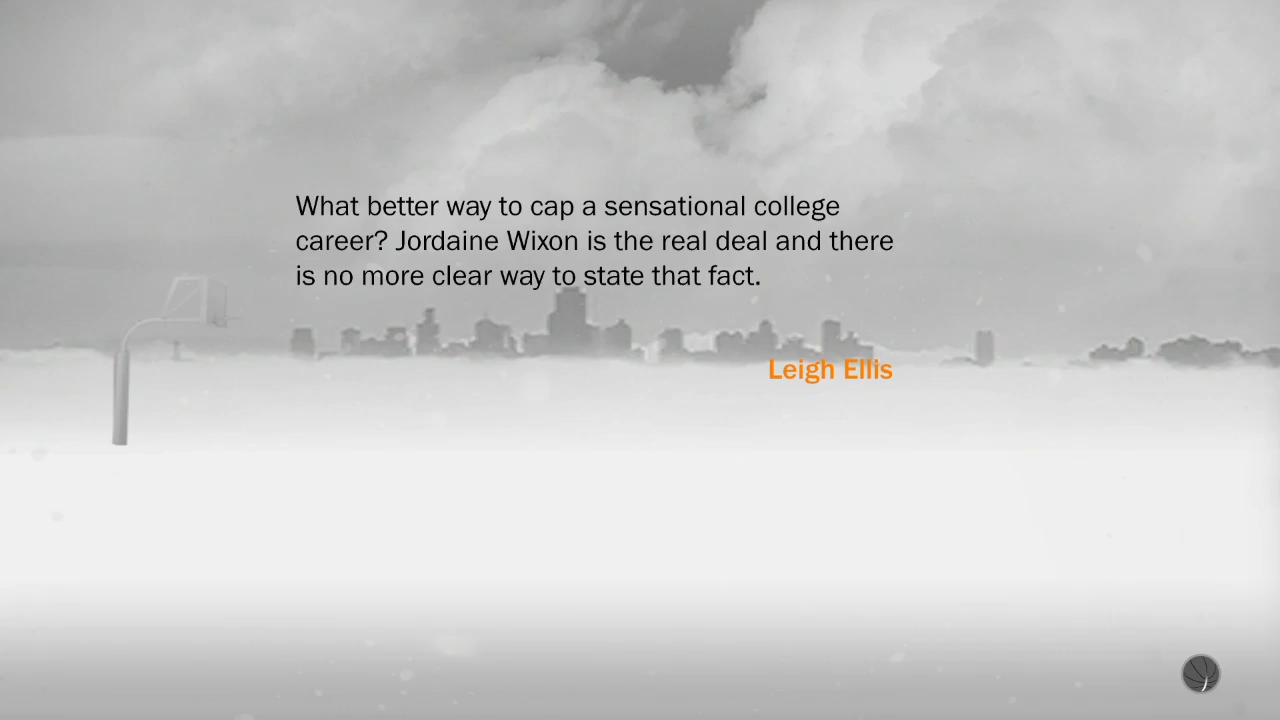 What better way to cap a sensational college
career? Jordaine Wixon is the real deal and there
is no more clear way to state that fact.
Leigh Ellis